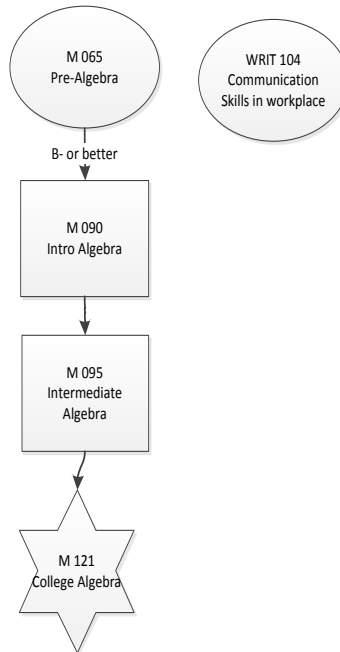 M 065
Pre-Algebra
WRIT 104
Communication
Skills in workplace
B- or better
M 090
Intro Algebra
M 095
Intermediate
Algebra
M 121
College Algebra